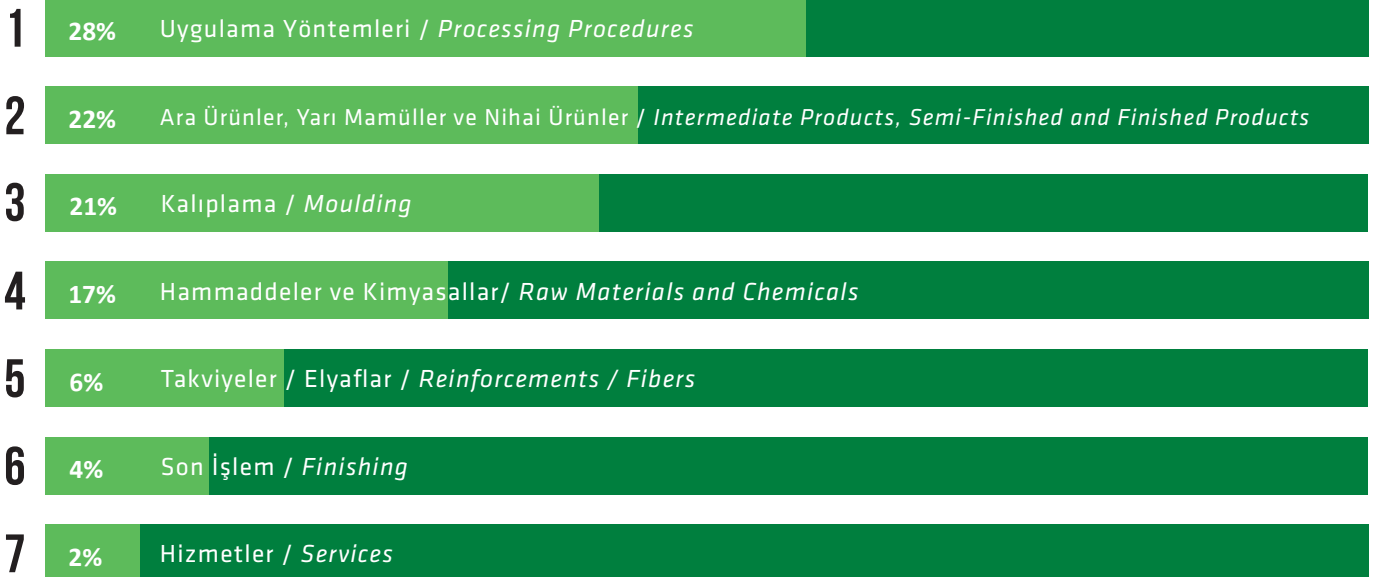 1 28% Uygulama Yöntemleri / Processing Procedures
2 22% Ara Ürünler, Yarı Mamüller ve Nihai Ürünler / Intermediate Products, Semi-Finished and Finished Products
3 21% Kalıplama / Moulding
4 17% Hammaddeler ve Kimyasallar/ Raw Materials and Chemicals
5 6% Takviyeler / Elyaflar / Reinforcements / Fibers
6 4% Son İşlem / Finishing
7 2% Hizmetler / Services